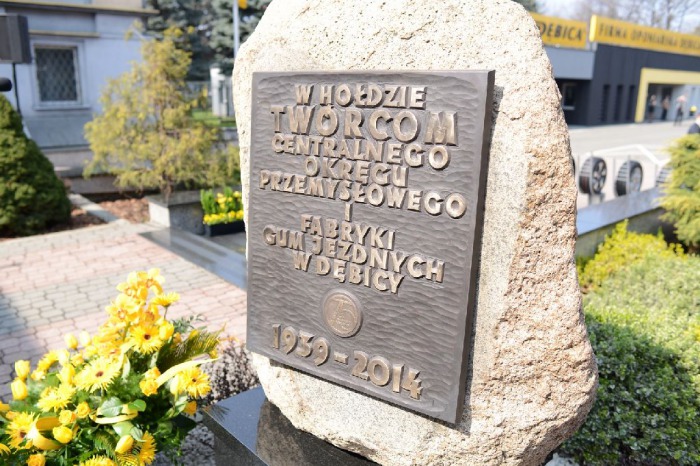 W HOŁDZIE
TWÓRCOM
CENTRALNEGO
OKRĘGU
PRZEMYSŁOWEGO
I
FABRYKI
GUM JEZDNYCH
W DĘBICY
1939-2014
DĘBICA
FIRMA OPONIARSKA